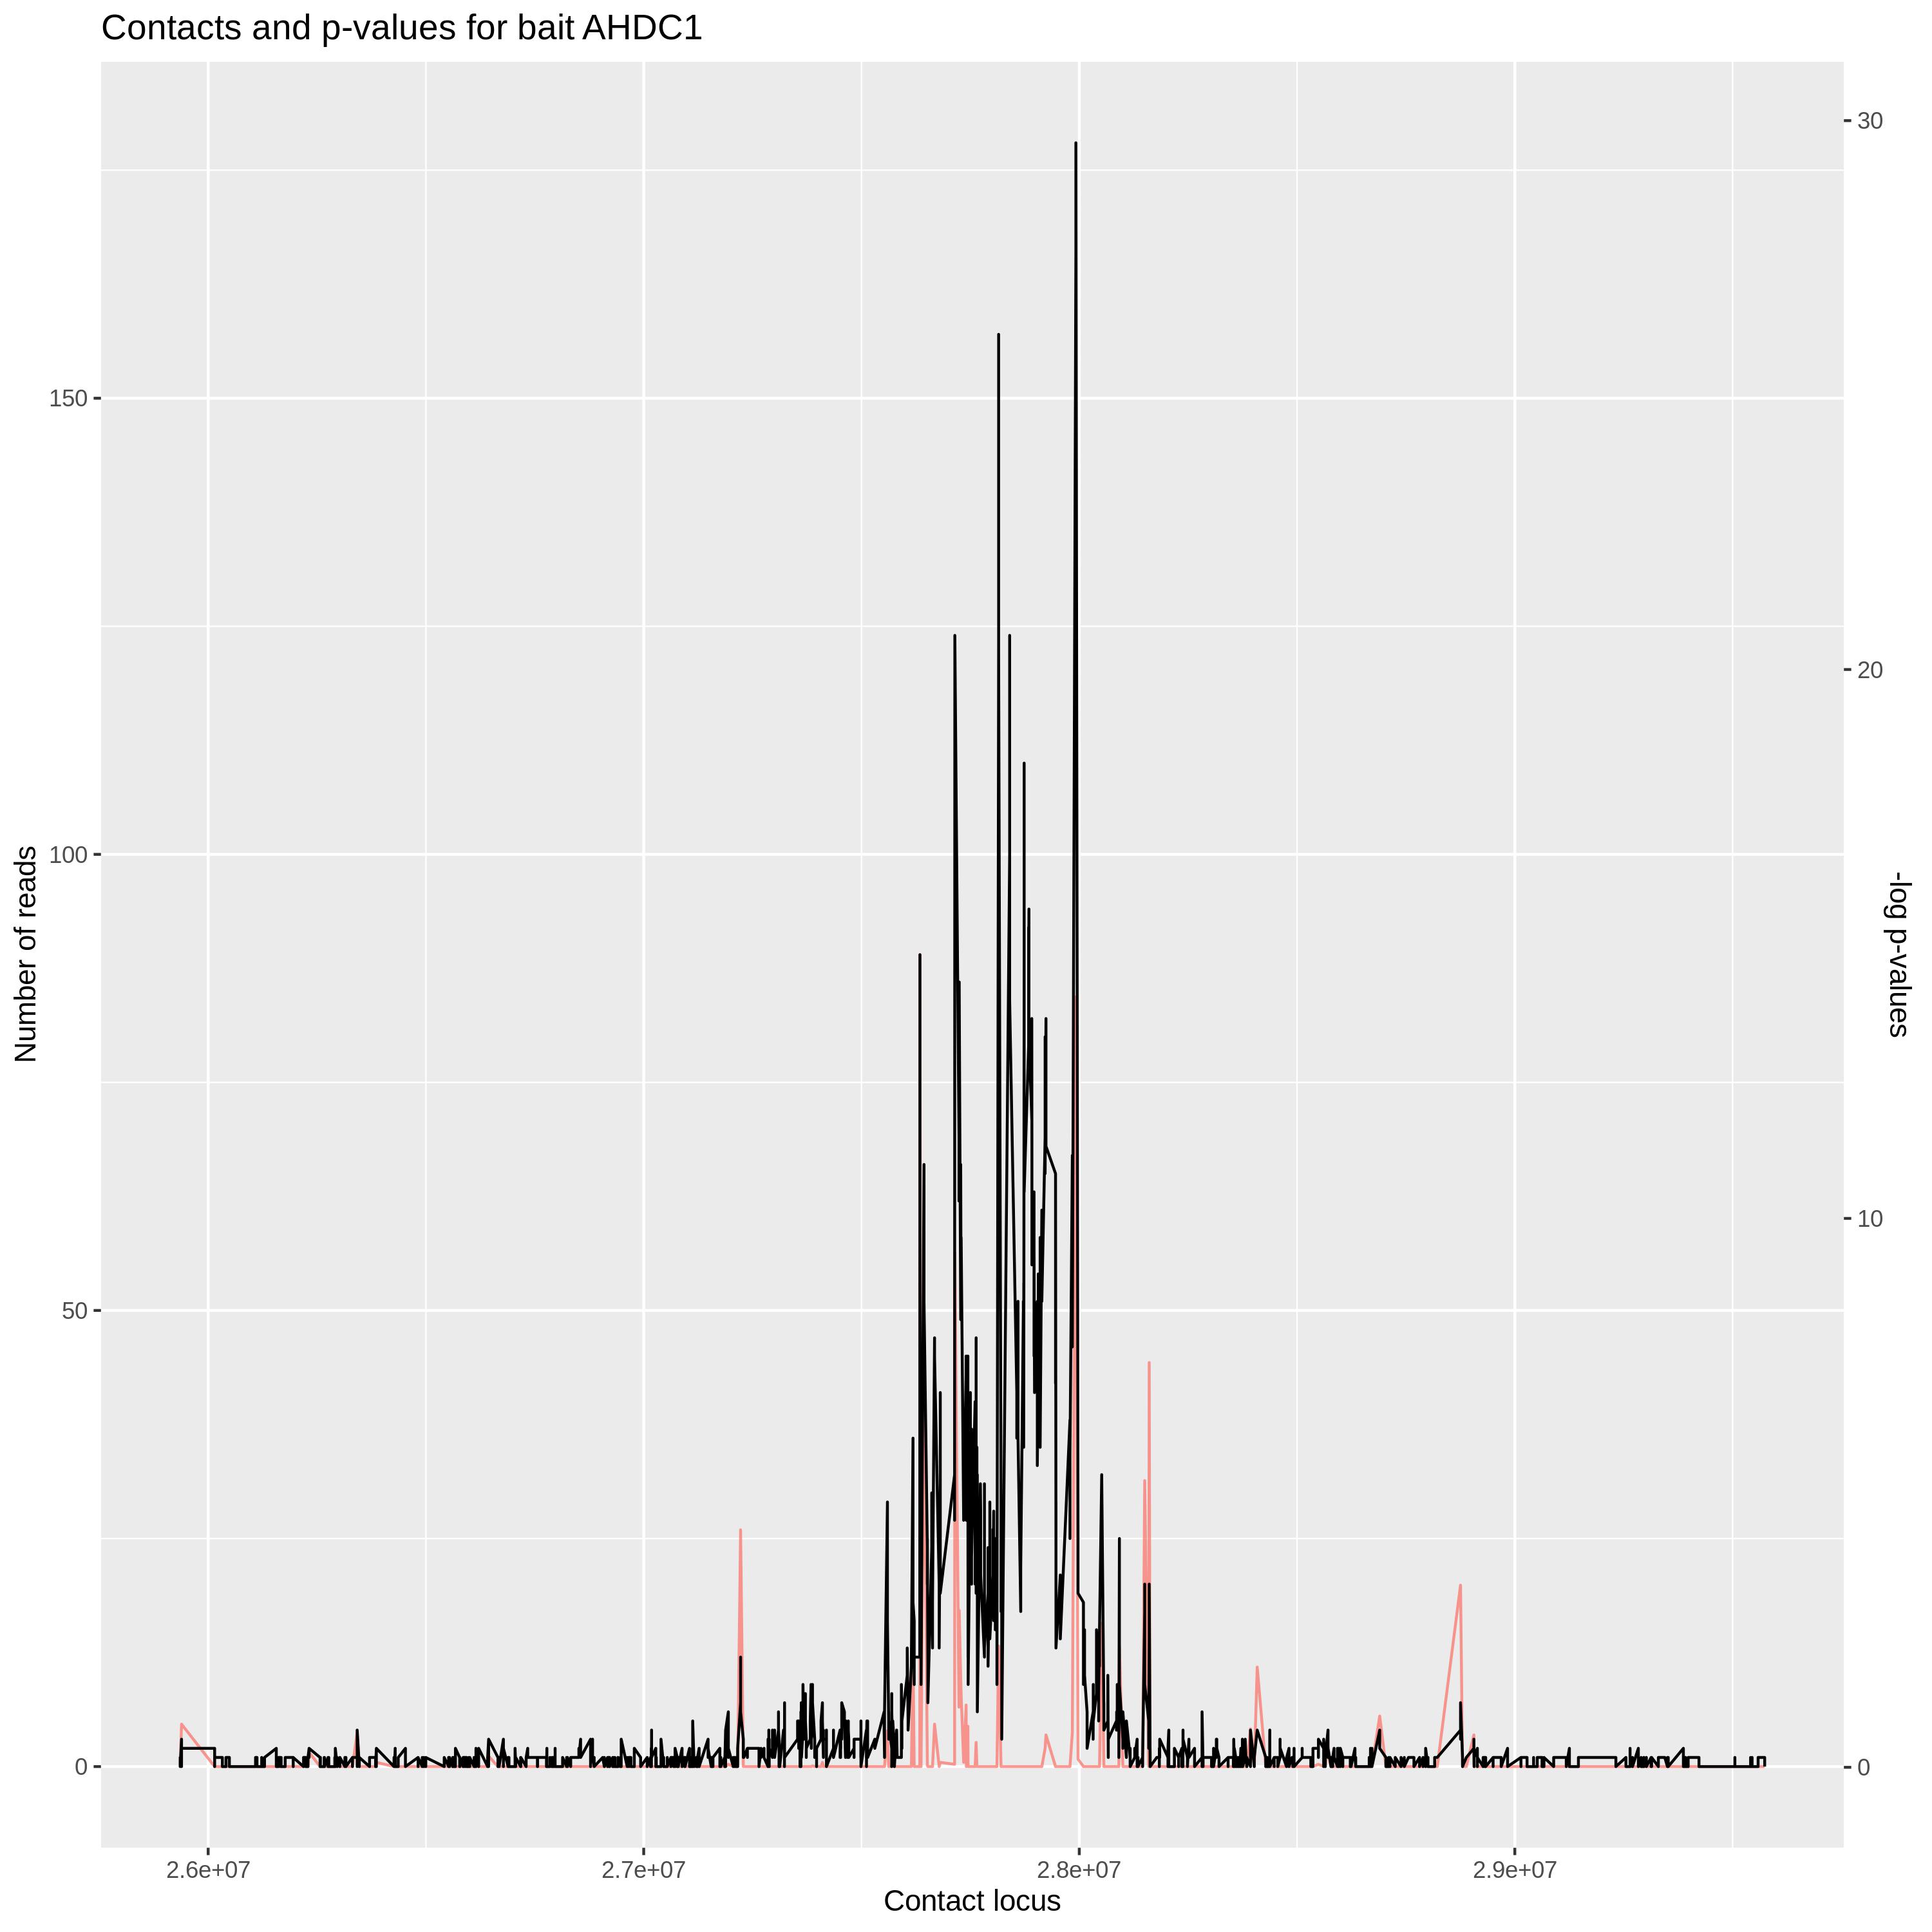 Contacts and p-values for bait AHDC1
150
100
50
0
Number of reads
30
20
10
0
-log p-values
2.6e+07
2.7e+07
2.8e+07
2.9e+07
Contact locus